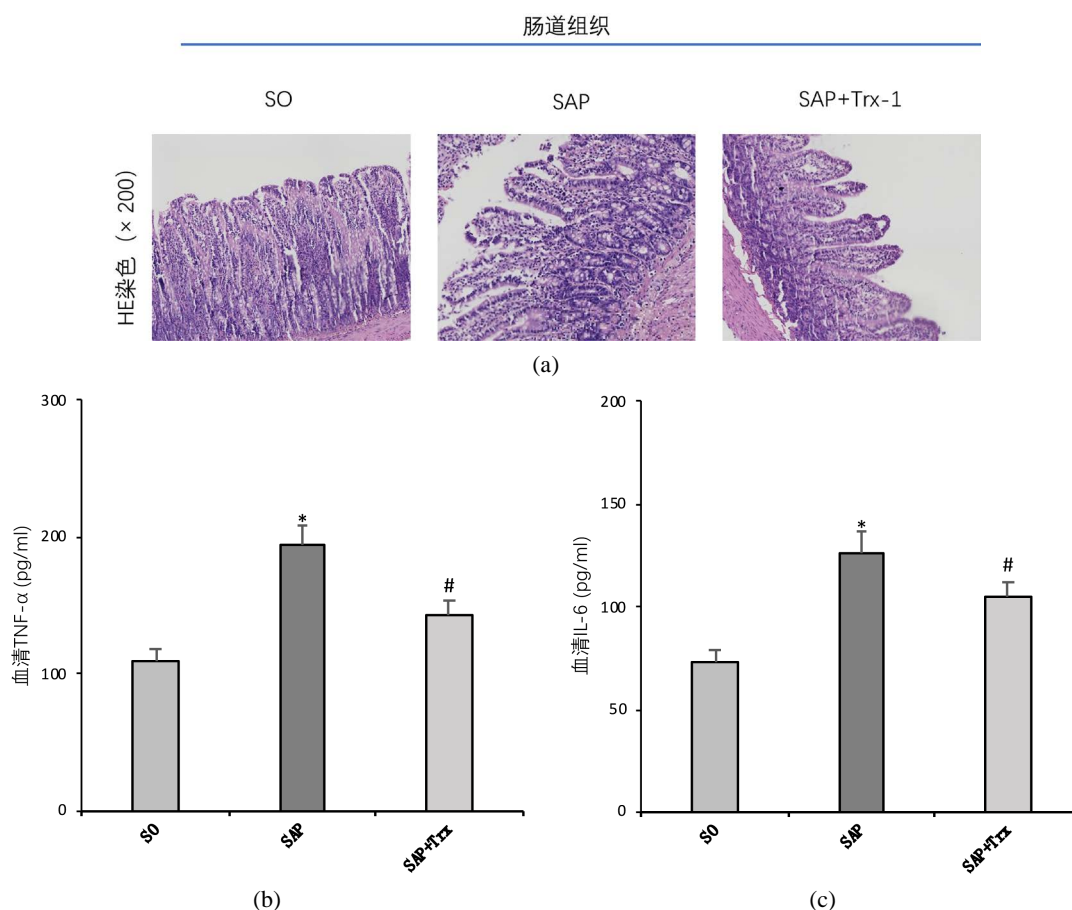 肠道组织
SO
SAP
SAP+Trx-1
HE染色（× 200）
(a)
300
200
100
0
血清TNF-α (pg/ml)
*
#
SO
SAP
SAP+Trx
(b)
200
150
100
50
0
血清IL-6 (pg/ml)
*
#
SO
SAP
SAP+Trx
(c)